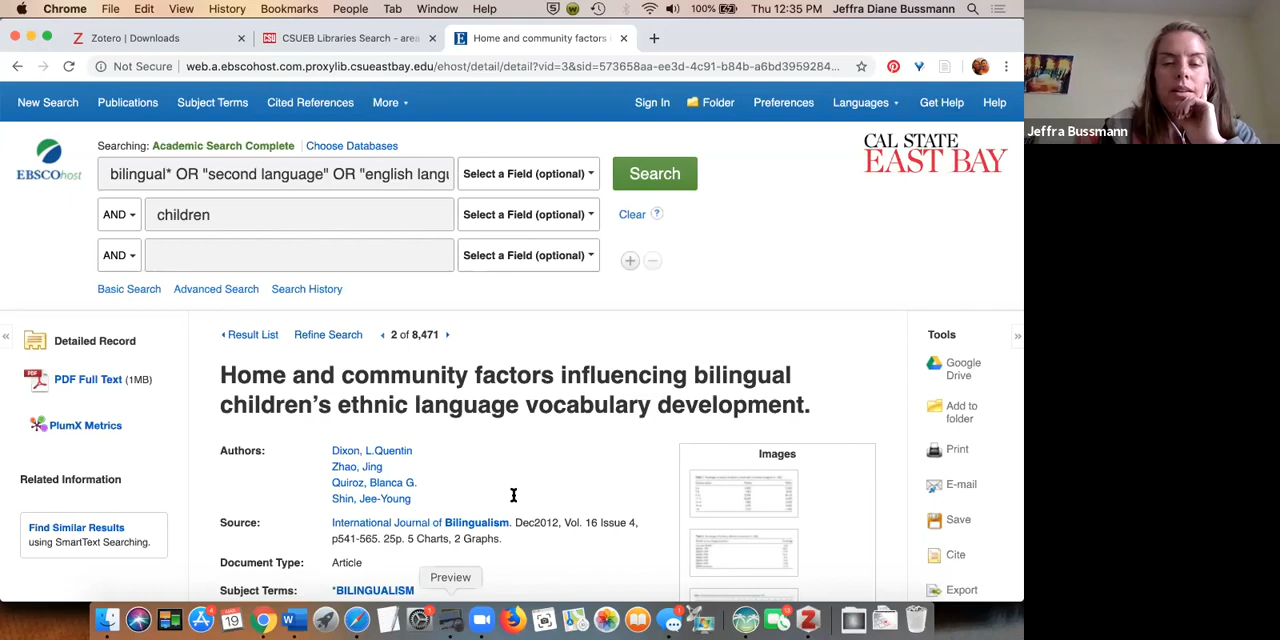 Chrome File Edit View History Bookmarks People Tab Window Help 100% Thu 12:35 PM Jeffra Diane Bussmann
Zotero | Downloads CSUEB Libraries Search - area Home and community factors i
Not Secure web.a.ebscohost.com.proxylib.csueastbay.edu/ehost/detail/detail?vid=3&sid=573658aa-ee3d-4c91-b84b-a6bd3959284...
New Search Publications Subject Terms Cited References More Sign In Folder Preferences Languages Get Help Help
Jeffra Bussmann
Searching: Academic Search Complete Choose Databases
EBSCOhost
CAL STATE
EAST BAY
bilingual* OR "second language" OR "english langu Select a Field (optional) Search
AND children Select a Field (optional) Clear ?
AND Select a Field (optional)
Basic Search Advanced Search Search History
Detailed Record
PDF Full Text (1MB)
PlumX Metrics
Related Information
Find Similar Results
using SmartText Searching.
Result List Refine Search 2 of 8,471
Home and community factors influencing bilingual
children's ethnic language vocabulary development.
Authors: Dixon, L.Quentin
Zhao, Jing
Quiroz, Blanca G.
Shin, Jee-Young
Source: International Journal of Bilingualism. Dec2012, Vol. 16 Issue 4,
p541-565. 25p. 5 Charts, 2 Graphs.
Document Type: Article
Subject Terms: *BILINGUALISM
Images
Tools
Google
Drive
Add to
folder
Print
E-mail
Save
Cite
Export
Preview
MAR
19